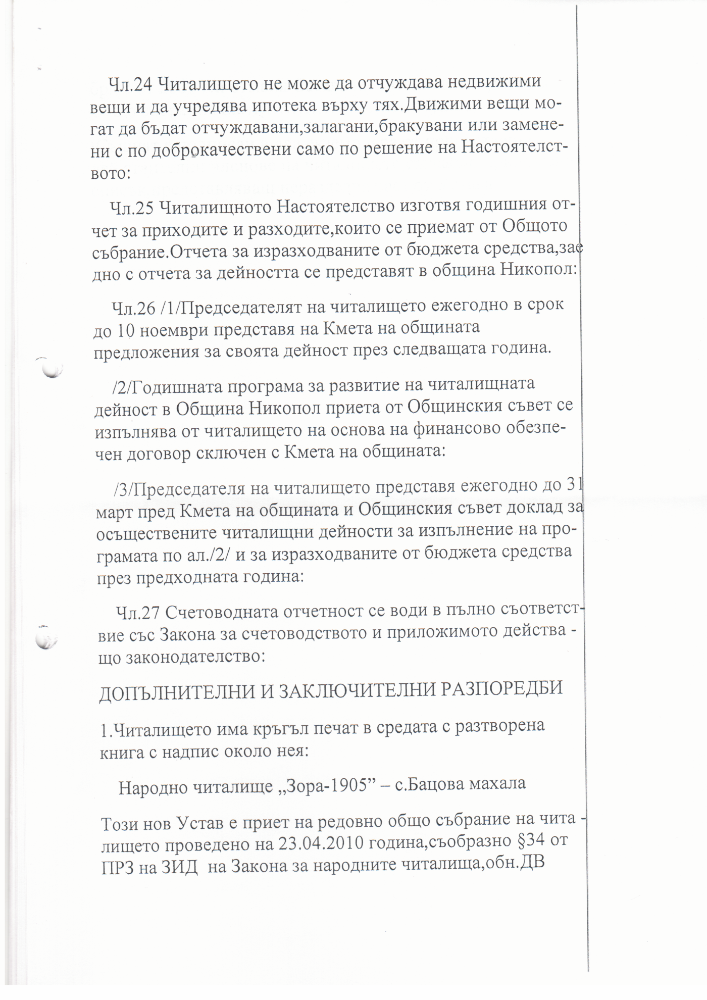 Чл.24 Читалището не може да отчуждава недвижими
вещи и да учредява ипотека върху тях.Движими вещи мо-
гат да бъдат отчуждавани,залагани,бракувани или замене-
ни с по доброкачествени само по решение на Настоятелст-
вото:
Чл.25 Читалищното Настоятелство изготвя годишния от-
чет за приходите и разходите,които се приемат от Общото
събрание.Отчета за изразходваните от бюджета средства,зае
дно с отчета за дейността се представят в община Никопол:
Чл.26 /1/Председателят на читалището ежегодно в срок
до 10 ноември представя на Кмета на общината
предложения за своята дейност през следващата година.
/2/Годишната програма за развитие на читалищната
дейност в Община Никопол приета от Общинския съвет се
изпълнява от читалището на основа на финансово обезпе-
чен договор сключен с Кмета на общината:
/3/Председателя на читалището представя ежегодно до 31
март пред Кмета на общината и Общинския съвет доклад за
осъществените читалищни дейности за изпълнение на про-
грамата по ал./2/ и за изразходваните от бюджета средства
през предходната година:
Чл.27 Счетоводната отчетност се води в пълно съответст-
вие със Закона за счетоводството и приложимото действа -
що законодателство:
ДОПЪЛНИТЕЛНИ И ЗАКЛЮЧИТЕЛНИ РАЗПОРЕДБИ
1.Читалището има кръгъл печат в средата с разтворена
книга с надпис около нея:
Народно читалище „Зора-1905” – с.Бацова махала
Този нов Устав е приет на редовно общо събрание на чита -
лището проведено на 23.04.2010 година,съобразно §34 от
ПРЗ на ЗИД  на Закона за народните читалища,обн.ДВ